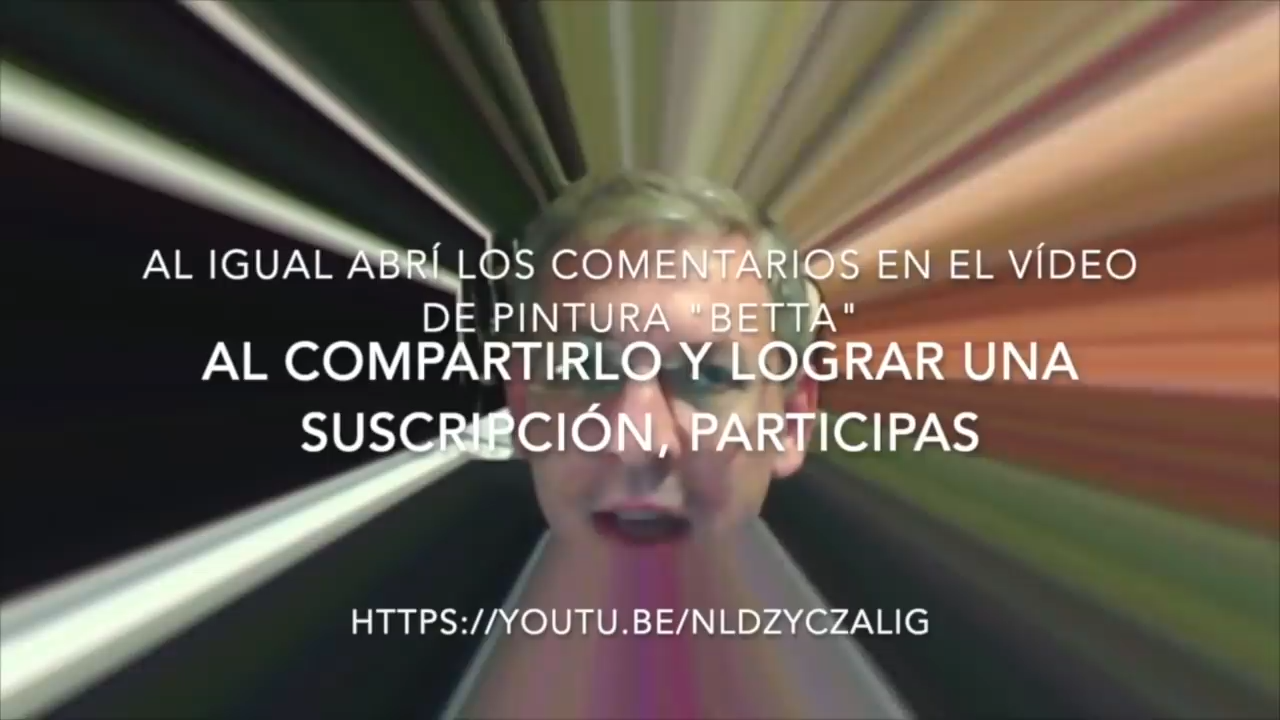 AL IGUAL ABRÍ LOS COMENTARIOS EN EL VÍDEO
DE PINTURA "BETTA"
AL COMPARTIRLO Y LOGRAR UNA
SUSCRIPCIÓN, PARTICIPAS
HTTPS://YOUTU.BE/NLDZYCZALIG